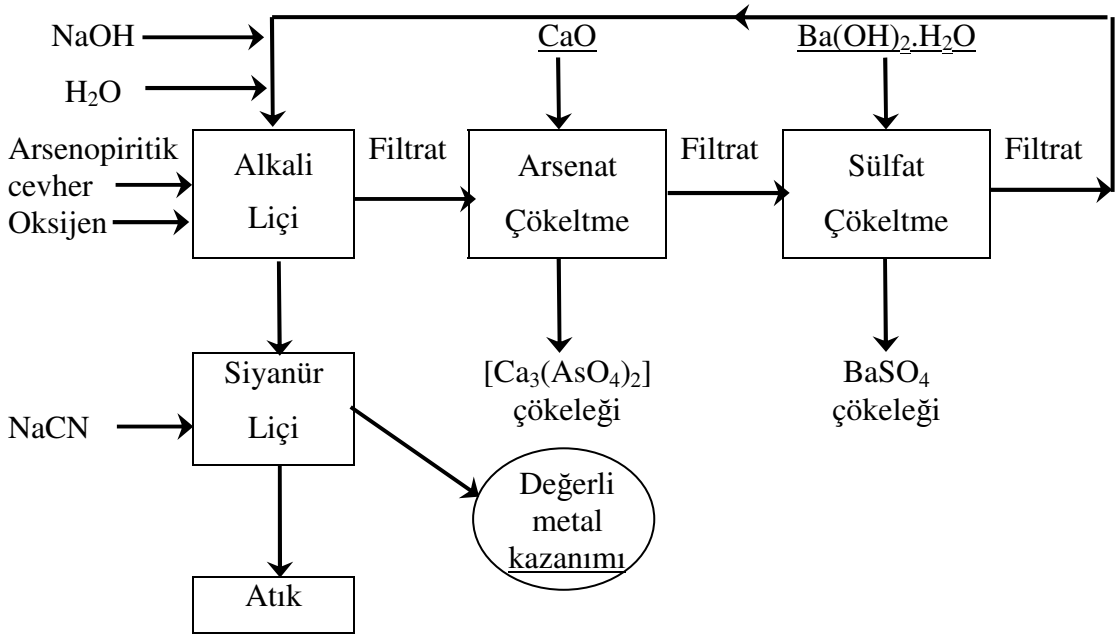 NaOH
CaO
Ba(OH)₂.H₂O
H₂O
Arsenopiritik
cevher
Oksijen
Alkali
Liçi
Filtrat
Arsenat
Çökeltme
Filtrat
Sülfat
Çökeltme
Filtrat
Siyanür
Liçi
NaCN
[Ca₃(AsO₄)₂]
çökeleği
BaSO₄
çökeleği
Değerli
metal
kazanımı
Atık